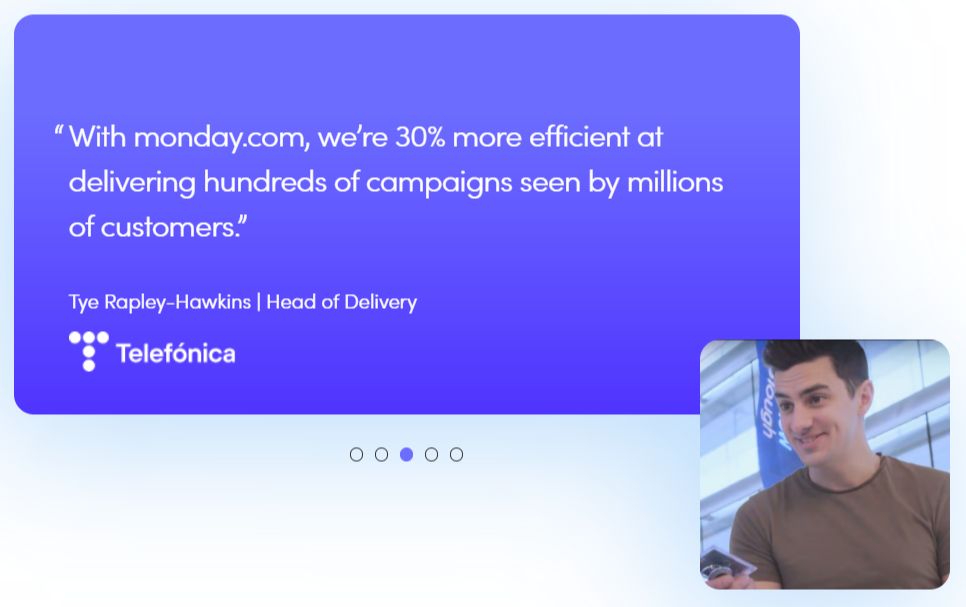 “With monday.com, we’re 30% more efficient at
delivering hundreds of campaigns seen by millions
of customers.”
Tye Rapley-Hawkins | Head of Delivery
Telefónica